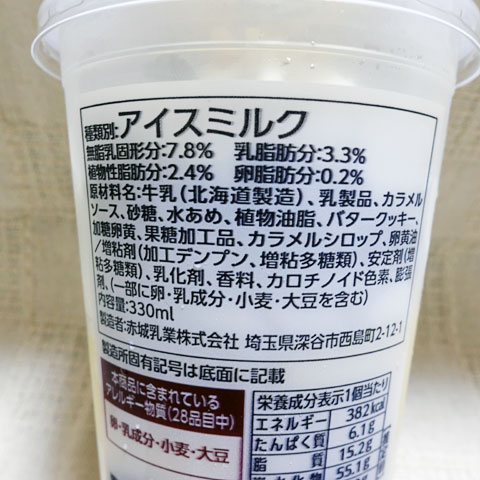 種類別:アイスミルク
無脂乳固形分:7.8% 乳脂肪分:3.3%
植物性脂肪分:2.4% 卵脂肪分:0.2%
原材料名:牛乳(北海道製造)、乳製品、カラメル
ソース、砂糖、水あめ、植物油脂、バタークッキー、
加糖卵黄、果糖加工品、カラメルシロップ、卵黄油
/増粘剤(加工デンプン、増粘多糖類)、安定剤(増
粘多糖類)、乳化剤、香料、カロチノイド色素、膨張
剤、(一部に卵・乳成分・小麦・大豆を含む)
内容量:330ml
製造者:赤城乳業株式会社 埼玉県深谷市西島町2-12-1
製造所固有記号は底面に記載
本商品に含まれている
アレルギー物質(28品目中)
卵・乳成分・小麦・大豆
栄養成分表示1個当たり
エネルギー 382kcal
たんぱく質 6.1g
脂質 15.2g
炭水化物 55.1g